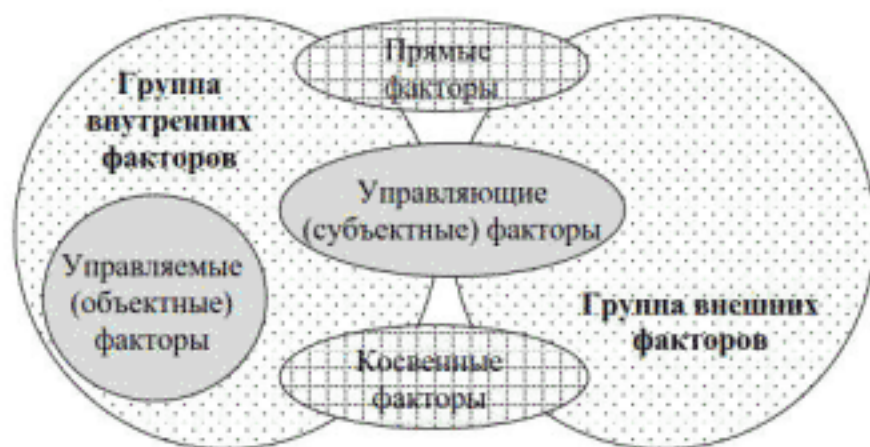 Прямые
факторы
Группа
внутренних
факторов
Управляющие
(субъектные) факторы
Управляемые
(объектные)
факторы
Группа внешних
факторов
Косвенные
факторы